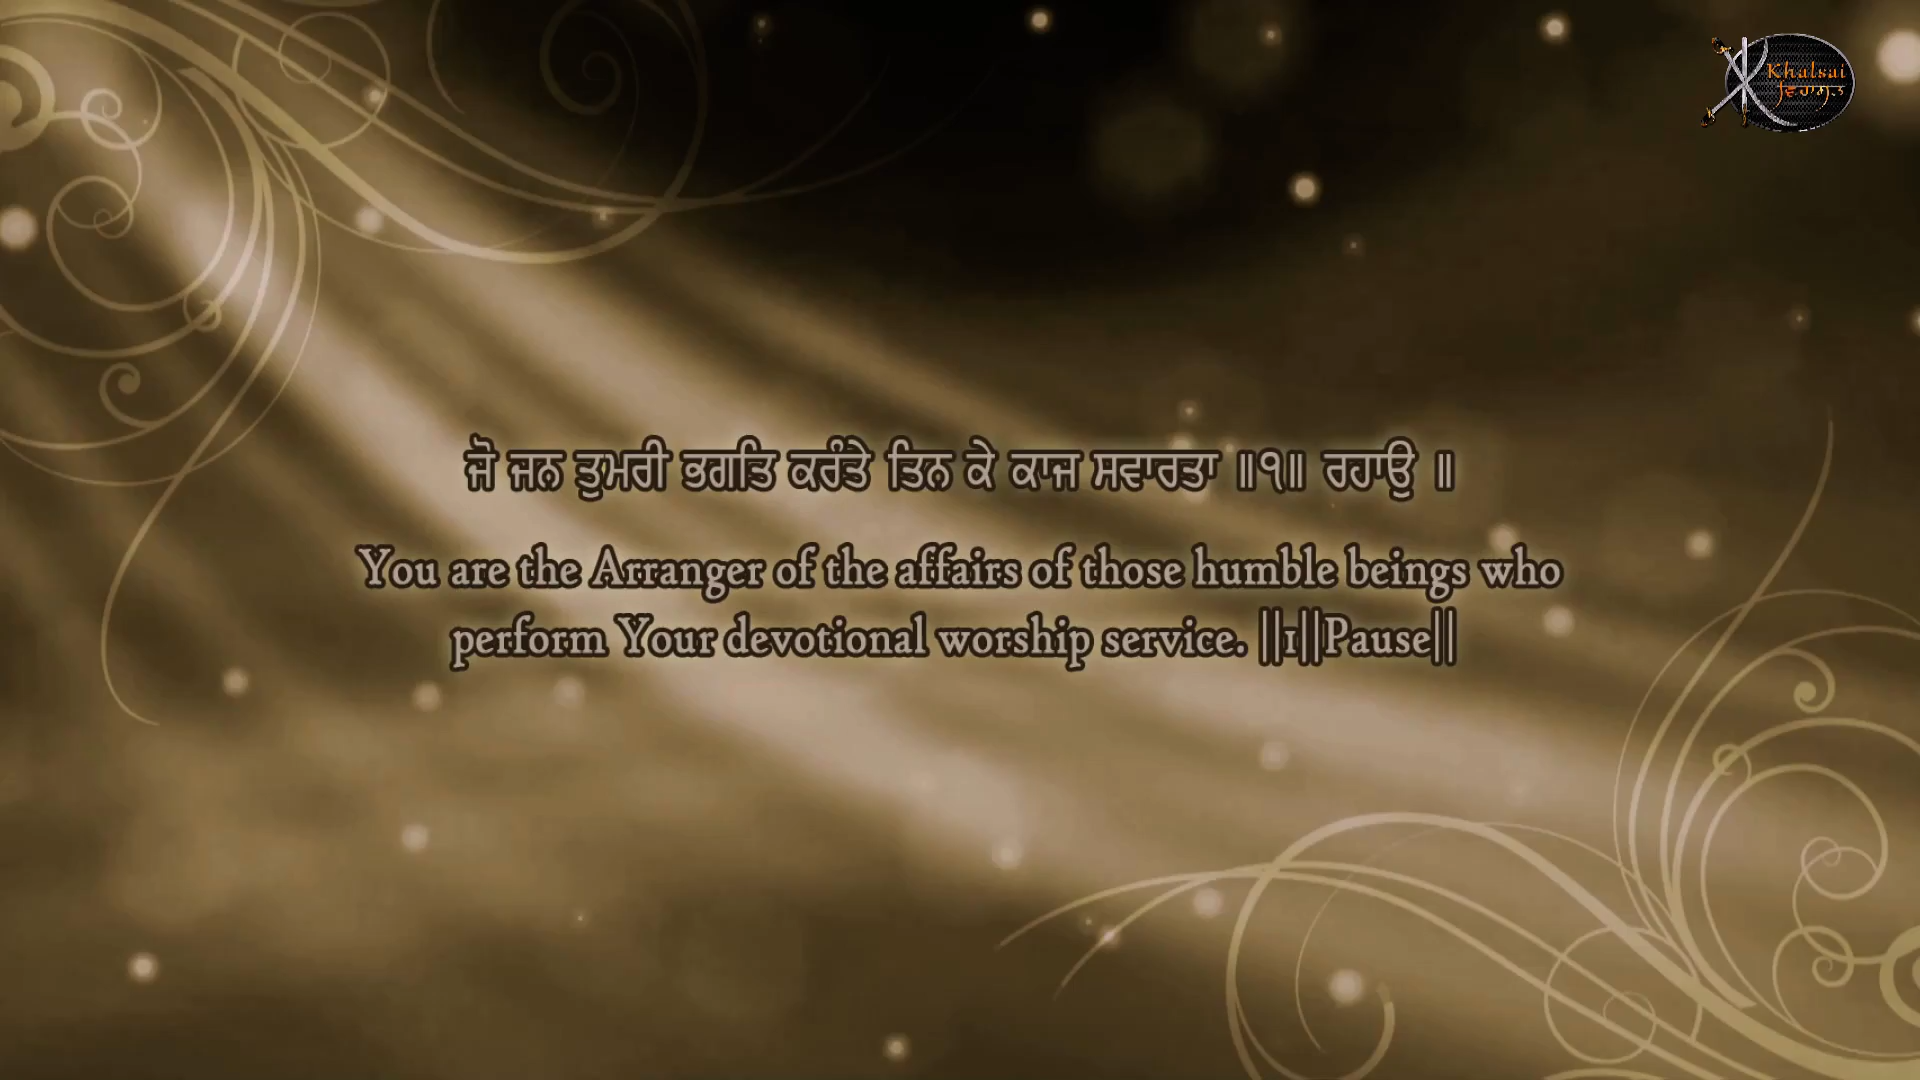 Khalsai
ਵਿਰਾਸਤ
ਜੋ ਜਨ ਤੁਮਰੀ ਭਗਤਿ ਕਰੰਤੇ ਤਿਨ ਕੇ ਕਾਜ ਸਵਾਰਤਾ ॥੧॥ ਰਹਾਉ ॥
You are the Arranger of the affairs of those humble beings who
perform Your devotional worship service. ||1||Pause||